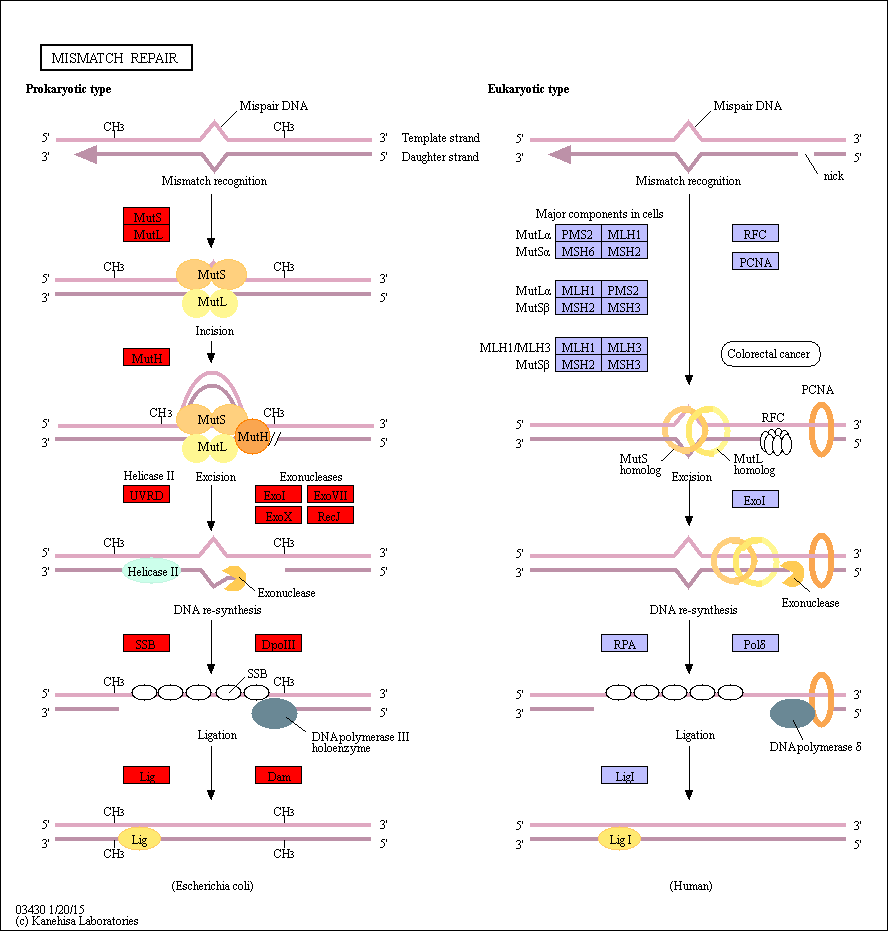 MISMATCH REPAIR
Prokaryotic type
Mispair DNA
CH3
CH3
5'
3'
3'
5'
Template strand
Daughter strand
Mismatch recognition
MutS
MutL
CH3
MutS
CH3
5'
3'
MutL
3'
5'
Incision
MutH
CH3
MutS
CH3
5'
3'
MutL
MutH
3'
5'
Helicase II
Excision
Exonucleases
UVRD
ExoI
ExoVII
ExoX
RecJ
CH3
CH3
5'
3'
Helicase II
3'
5'
Exonuclease
DNA re-synthesis
SSB
DpoIII
CH3
SSB
CH3
5'
3'
3'
5'
DNA polymerase III
holoenzyme
Ligation
Lig
Dam
CH3
CH3
5'
3'
Lig
3'
5'
CH3
CH3
(Escherichia coli)
Eukaryotic type
Mispair DNA
5'
3'
3'
5'
nick
Mismatch recognition
Major components in cells
MutLα PMS2 MLH1
MutSα MSH6 MSH2
RFC
PCNA
MutLα MLH1 PMS2
MutSβ MSH2 MSH3
MLH1/MLH3 MLH1 MLH3
MutSβ MSH2 MSH3
Colorectal cancer
PCNA
RFC
5'
3'
3'
5'
MutS
homolog
MutL
homolog
Excision
ExoI
5'
3'
3'
5'
Exonuclease
DNA re-synthesis
RPA
Polδ
5'
3'
3'
5'
DNA polymerase δ
Ligation
LigI
5'
3'
Lig I
3'
5'
(Human)
03430 1/20/15
(c) Kanehisa Laboratories